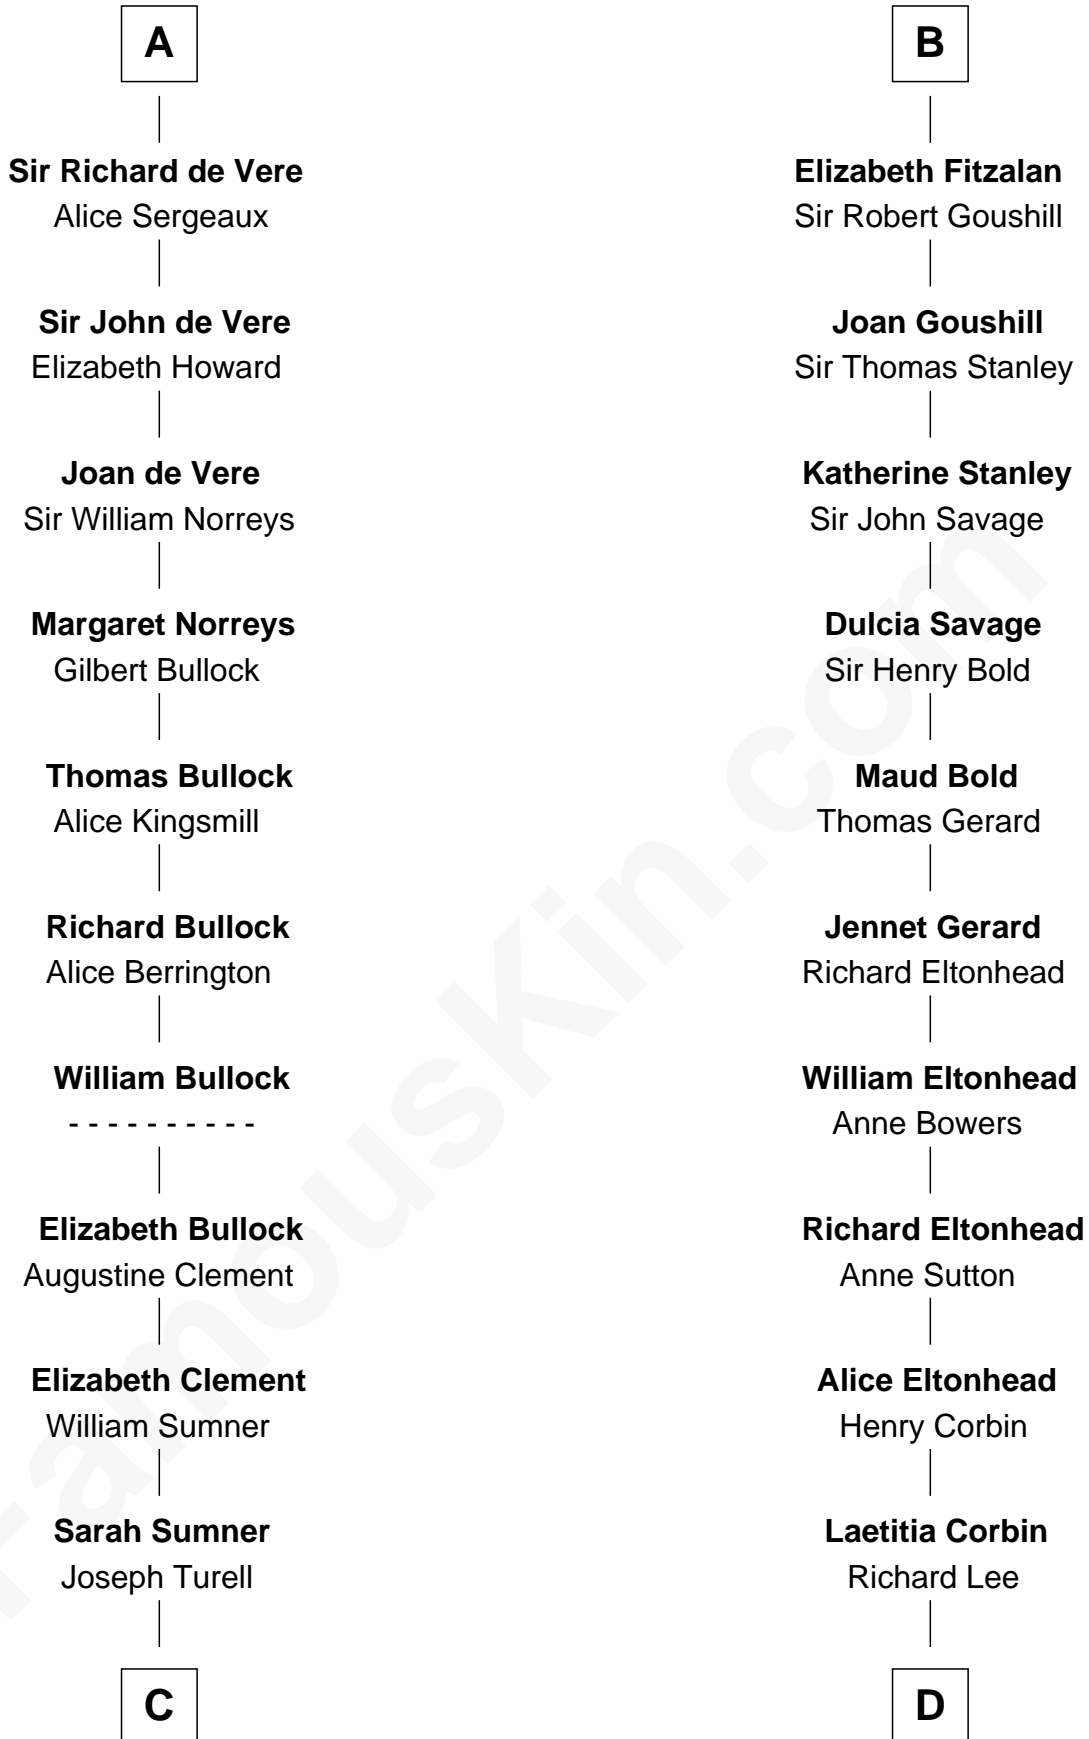 A
Sir Richard de Vere
Alice Sergeaux
Sir John de Vere
Elizabeth Howard
Joan de Vere
Sir William Norreys
Margaret Norreys
Gilbert Bullock
Thomas Bullock
Alice Kingsmill
Richard Bullock
Alice Berrington
William Bullock
- - - - - - - - - -
Elizabeth Bullock
Augustine Clement
Elizabeth Clement
William Sumner
Sarah Sumner
Joseph Turell
C
B
Elizabeth Fitzalan
Sir Robert Goushill
Joan Goushill
Sir Thomas Stanley
Katherine Stanley
Sir John Savage
Dulcia Savage
Sir Henry Bold
Maud Bold
Thomas Gerard
Jennet Gerard
Richard Eltonhead
William Eltonhead
Anne Bowers
Richard Eltonhead
Anne Sutton
Alice Eltonhead
Henry Corbin
Laetitia Corbin
Richard Lee
D
FamousKin.com